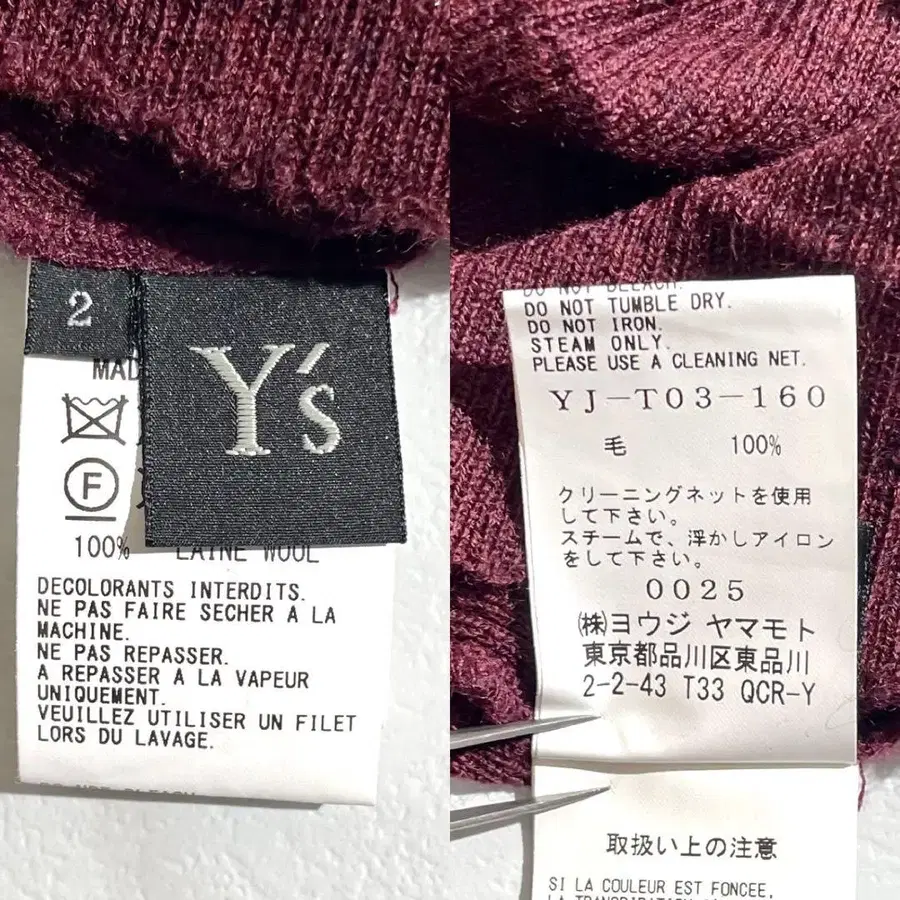 2
Y's
MAD
F
100% LAINE WOOL
DECOLORANTS INTERDITS.
NE PAS FAIRE SECHER A LA
MACHINE.
NE PAS REPASSER.
A REPASSER A LA VAPEUR
UNIQUEMENT.
VEUILLEZ UTILISER UN FILET
LORS DU LAVAGE.
DO NOT BLEACH.
DO NOT BLEACH.
DO NOT TUMBLE DRY.
DO NOT IRON.
STEAM ONLY.
PLEASE USE A CLEANING NET.
YJ-T03-160
毛 100%
クリーニングネットを使用
して下さい。
スチームで、浮かしアイロン
をして下さい。
0025
㈱ヨウジ ヤマモト
東京都品川区東品川
2-2-43 T33 QCR-Y
取扱い上の注意
SI LA COULEUR EST FONCEE,